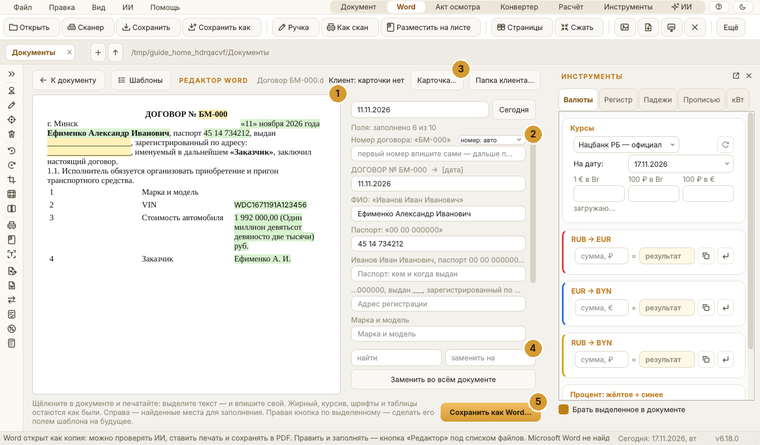 Файл Правка Вид ИИ Помощь Документ Word Акт осмотра Конвертер Расчёт Инструменты ИИ
Открыть Сканер Сохранить Сохранить как Ручка Как скан Разместить на листе Страницы Сжать Ещё
Документы × /tmp/guide_home_hdrqacvf/Документы
К документу Шаблоны РЕДАКТОР WORD Договор БМ-000.d Клиент: карточки нет Карточка... Папка клиента...
1
3
ДОГОВОР № БМ-000
г. Минск «11» ноября 2026 года
Ефименко Александр Иванович, паспорт 45 14 734212, выдан
, зарегистрированный по адресу:
, именуемый в дальнейшем «Заказчик», заключил
настоящий договор.
1.1. Исполнитель обязуется организовать приобретение и пригон
транспортного средства.
1 Марка и модель
2 VIN WDC1671191A123456
3 Стоимость автомобиля 1 992 000,00 (Один
миллион девятьсот
девяносто две тысячи)
руб.
4 Заказчик Ефименко А. И.
11.11.2026 Сегодня
Поля: заполнено 6 из 10
Номер договора: «БМ-000» номер: авто
2
первый номер впишите сами — дальше п...
ДОГОВОР № БМ-000 → [дата]
11.11.2026
ФИО: «Иванов Иван Иванович»
Ефименко Александр Иванович
Паспорт: «00 00 000000»
45 14 734212
Иванов Иван Иванович, паспорт 00 00 000000...
Паспорт: кем и когда выдан
...000000, выдан ___, зарегистрированный по ...
Адрес регистрации
Марка и модель
Марка и модель
4
найти заменить на
Заменить во всём документе
5
Щёлкните в документе и печатайте: выделите текст — и впишите своё. Жирный, курсив, шрифты и таблицы
остаются как были. Справа — найденные места для заполнения. Правая кнопка по выделенному — сделать его
полем шаблона на будущее.
Сохранить как Word...
ИНСТРУМЕНТЫ
Валюты Регистр Падежи Прописью кВт
Курсы
Нацбанк РБ — официал
На дату: 17.11.2026
1 € в Br 100 ₽ в Br 100 ₽ в €
загружаю...
RUB → EUR
сумма, ₽ = результат
EUR → BYN
сумма, € = результат
RUB → BYN
сумма, ₽ = результат
Процент: жёлтое ÷ синее
Брать выделенное в документе
Word открыт как копия: можно проверять ИИ, ставить печать и сохранять в PDF. Править и заполнять — кнопка «Редактор» под списком файлов. Microsoft Word не найд Сегодня: 17.11.2026, вт v6.18.0